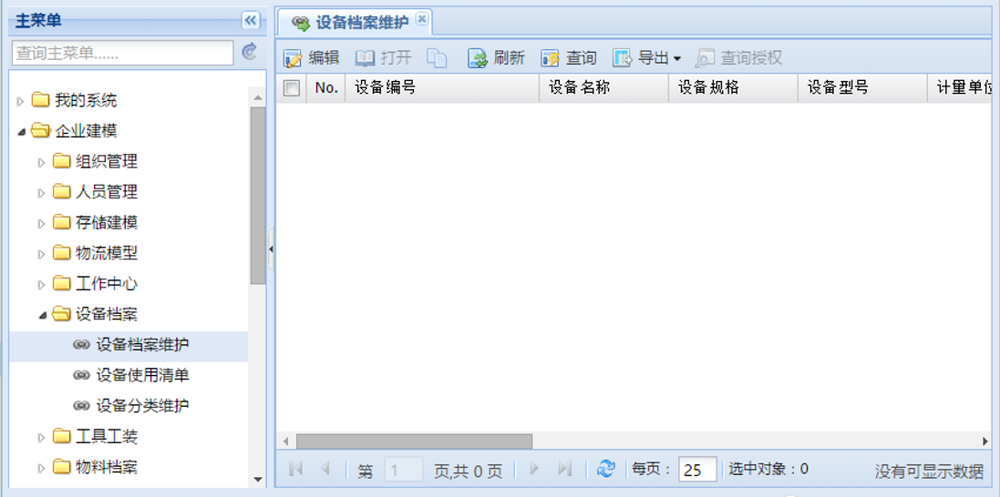 主菜单
查询主菜单......
我的系统
企业建模
组织管理
人员管理
存储建模
物流模型
工作中心
设备档案
设备档案维护
设备使用清单
设备分类维护
工具工装
物料档案
设备档案维护
编辑 打开 刷新 查询 导出 查询授权
No. 设备编号 设备名称 设备规格 设备型号 计量单位
第 1 页,共 0 页 每页： 25 选中对象：0 没有可显示数据